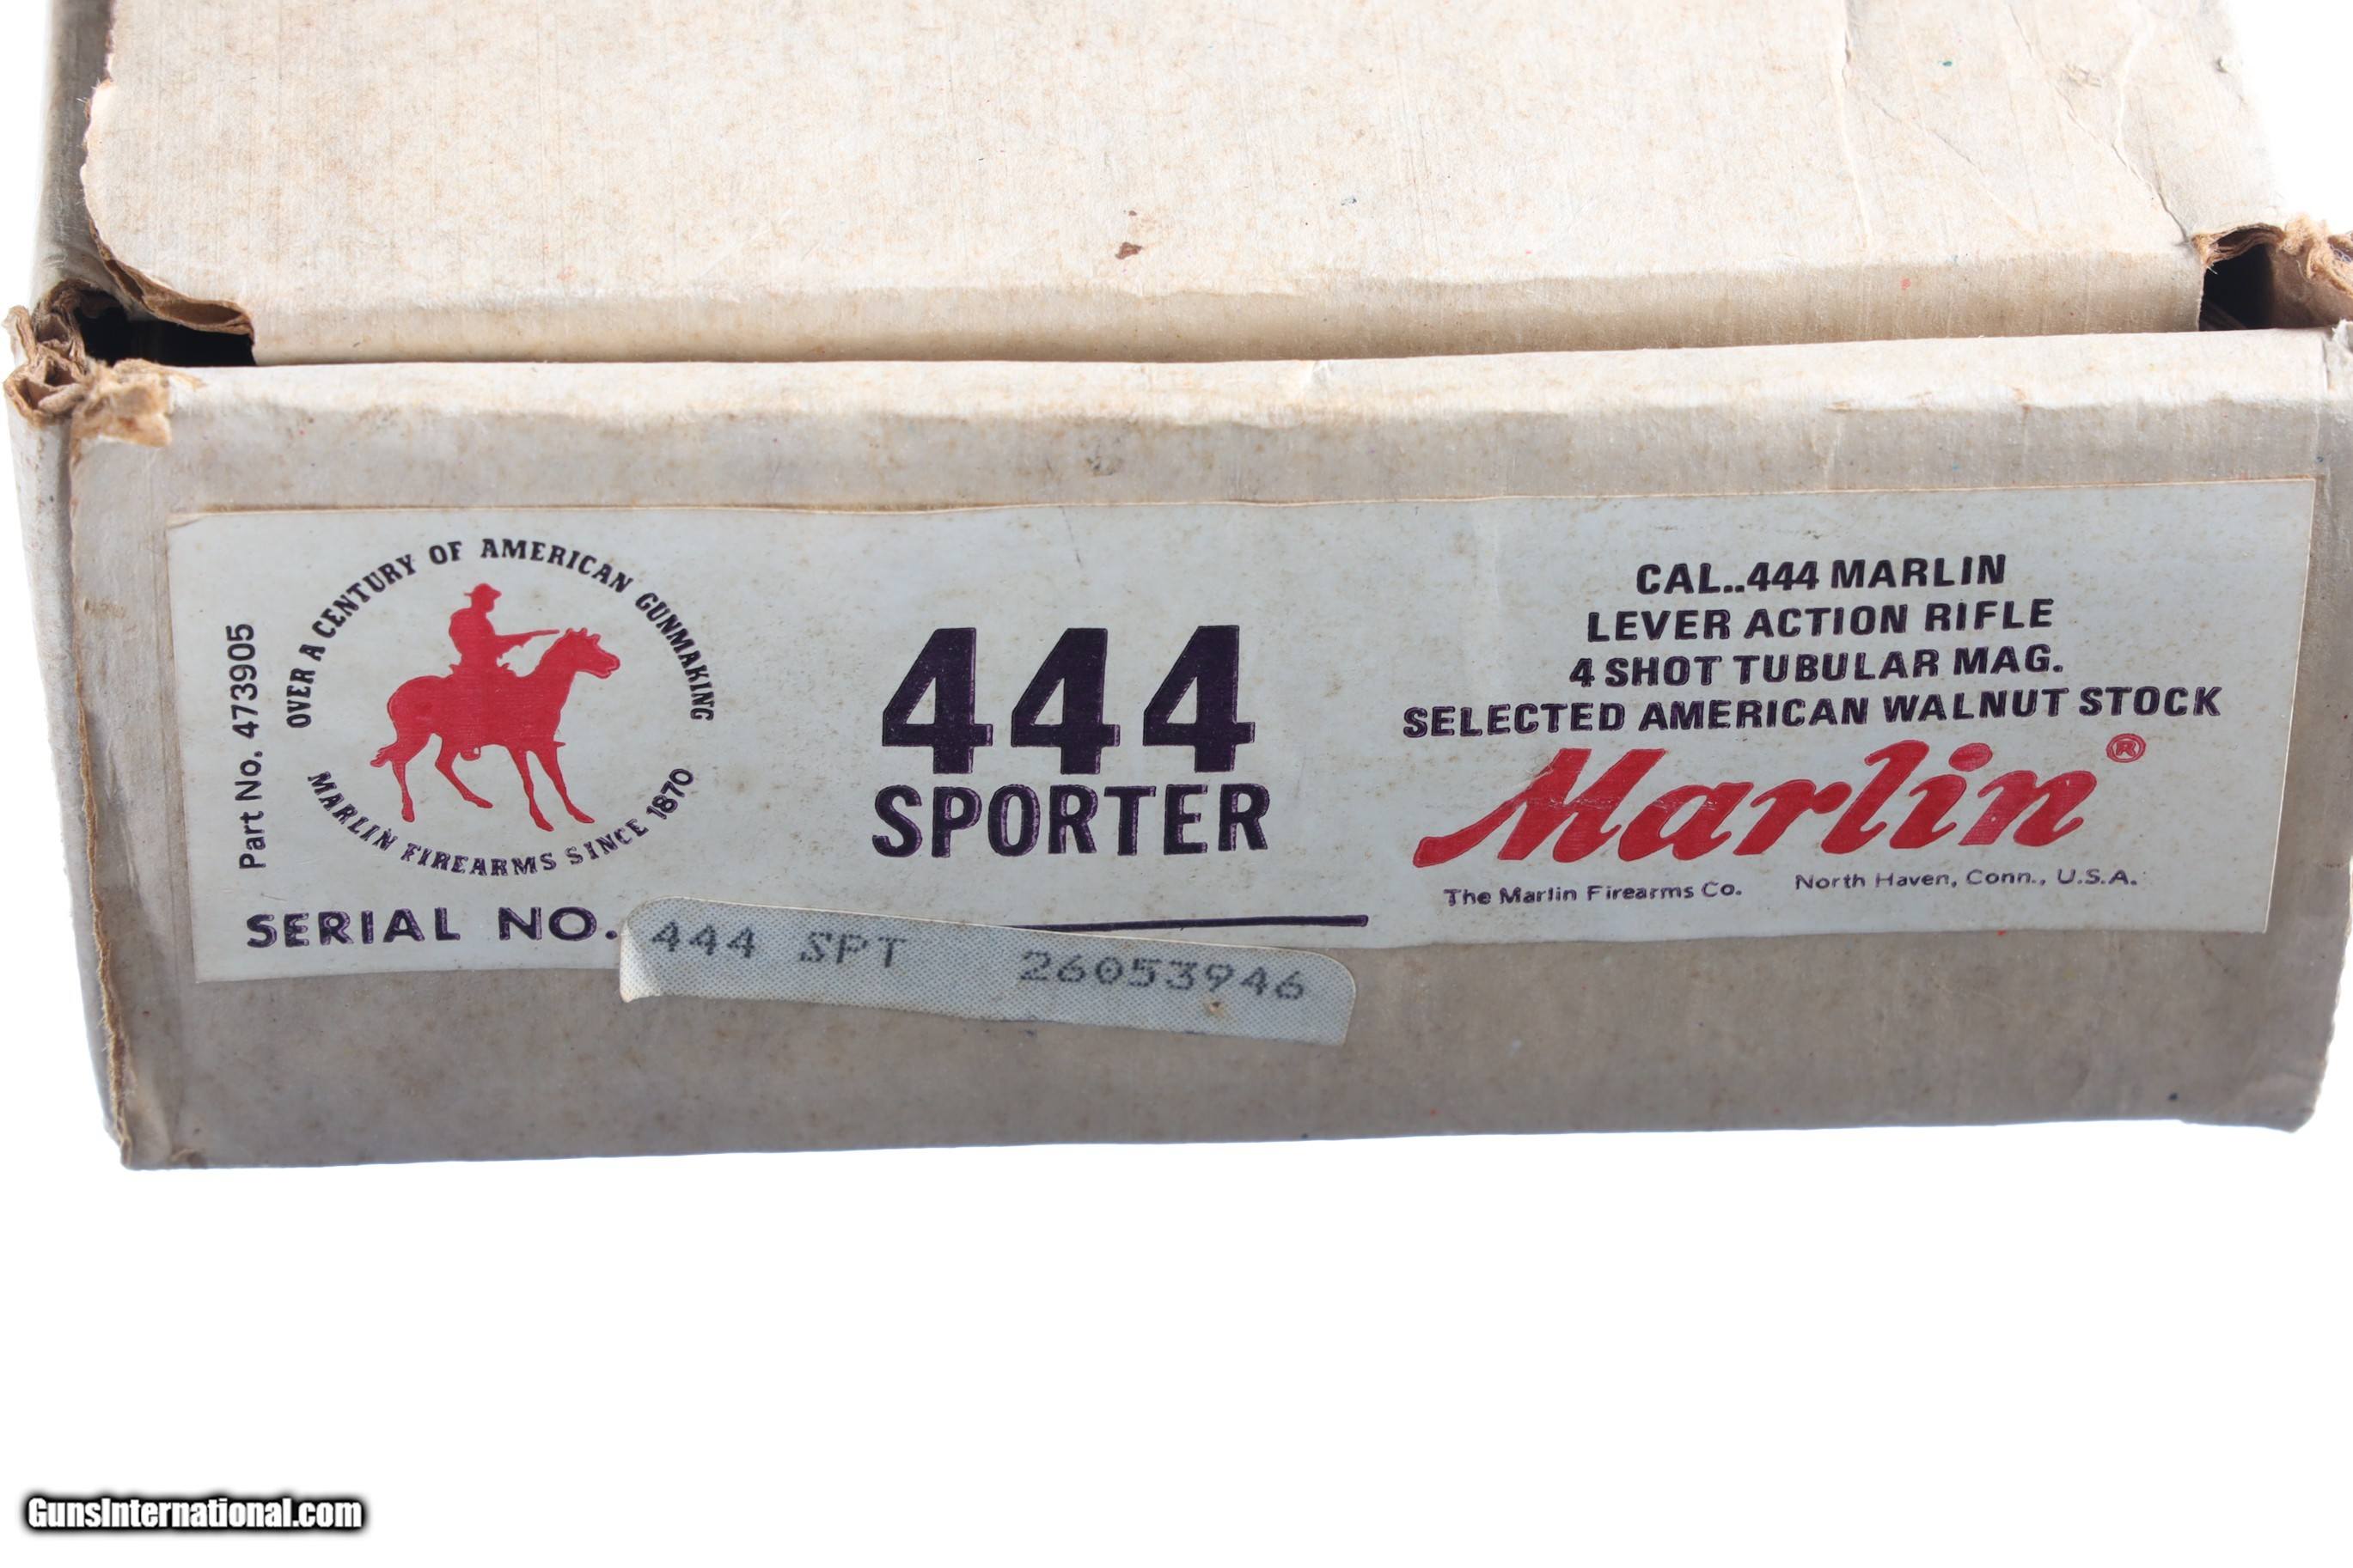 Part No. 473905
OVER A CENTURY OF AMERICAN GUNMAKING
MARLIN FIREARMS SINCE 1870
SERIAL NO.
444 SPT 26053946
444
SPORTER
CAL..444 MARLIN
LEVER ACTION RIFLE
4 SHOT TUBULAR MAG.
SELECTED AMERICAN WALNUT STOCK
Marlin®
The Marlin Firearms Co. North Haven, Conn., U.S.A.
GunsInternational.com